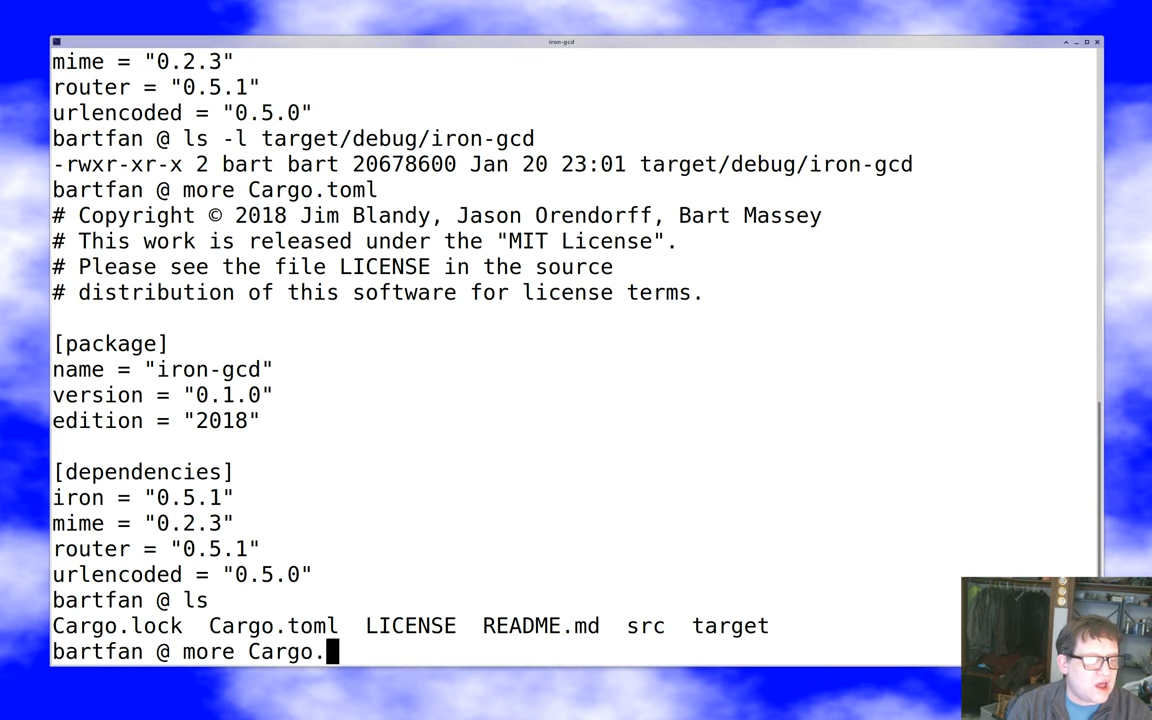 iron-gcd
mime = "0.2.3"
router = "0.5.1"
urlencoded = "0.5.0"
bartfan @ ls -l target/debug/iron-gcd
-rwxr-xr-x 2 bart bart 20678600 Jan 20 23:01 target/debug/iron-gcd
bartfan @ more Cargo.toml
# Copyright © 2018 Jim Blandy, Jason Orendorff, Bart Massey
# This work is released under the "MIT License".
# Please see the file LICENSE in the source
# distribution of this software for license terms.
[package]
name = "iron-gcd"
version = "0.1.0"
edition = "2018"
[dependencies]
iron = "0.5.1"
mime = "0.2.3"
router = "0.5.1"
urlencoded = "0.5.0"
bartfan @ ls
Cargo.lock  Cargo.toml  LICENSE  README.md  src  target
bartfan @ more Cargo.